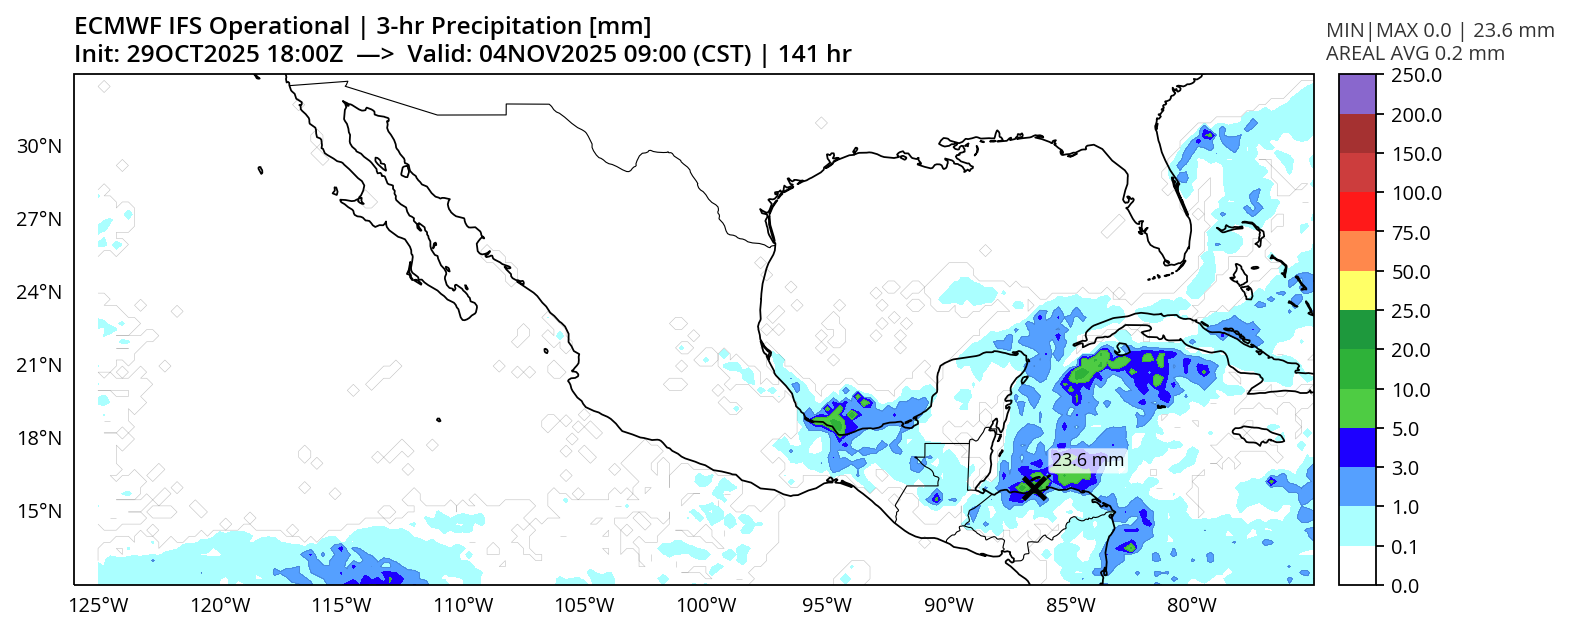 ECMWF IFS Operational | 3-hr Precipitation [mm]
Init: 29OCT2025 18:00Z —> Valid: 04NOV2025 09:00 (CST) | 141 hr
MIN|MAX 0.0 | 23.6 mm
AREAL AVG 0.2 mm
250.0
200.0
150.0
100.0
75.0
50.0
25.0
20.0
10.0
5.0
3.0
1.0
0.1
0.0
30°N
27°N
24°N
21°N
18°N
15°N
23.6 mm
125°W 120°W 115°W 110°W 105°W 100°W 95°W 90°W 85°W 80°W